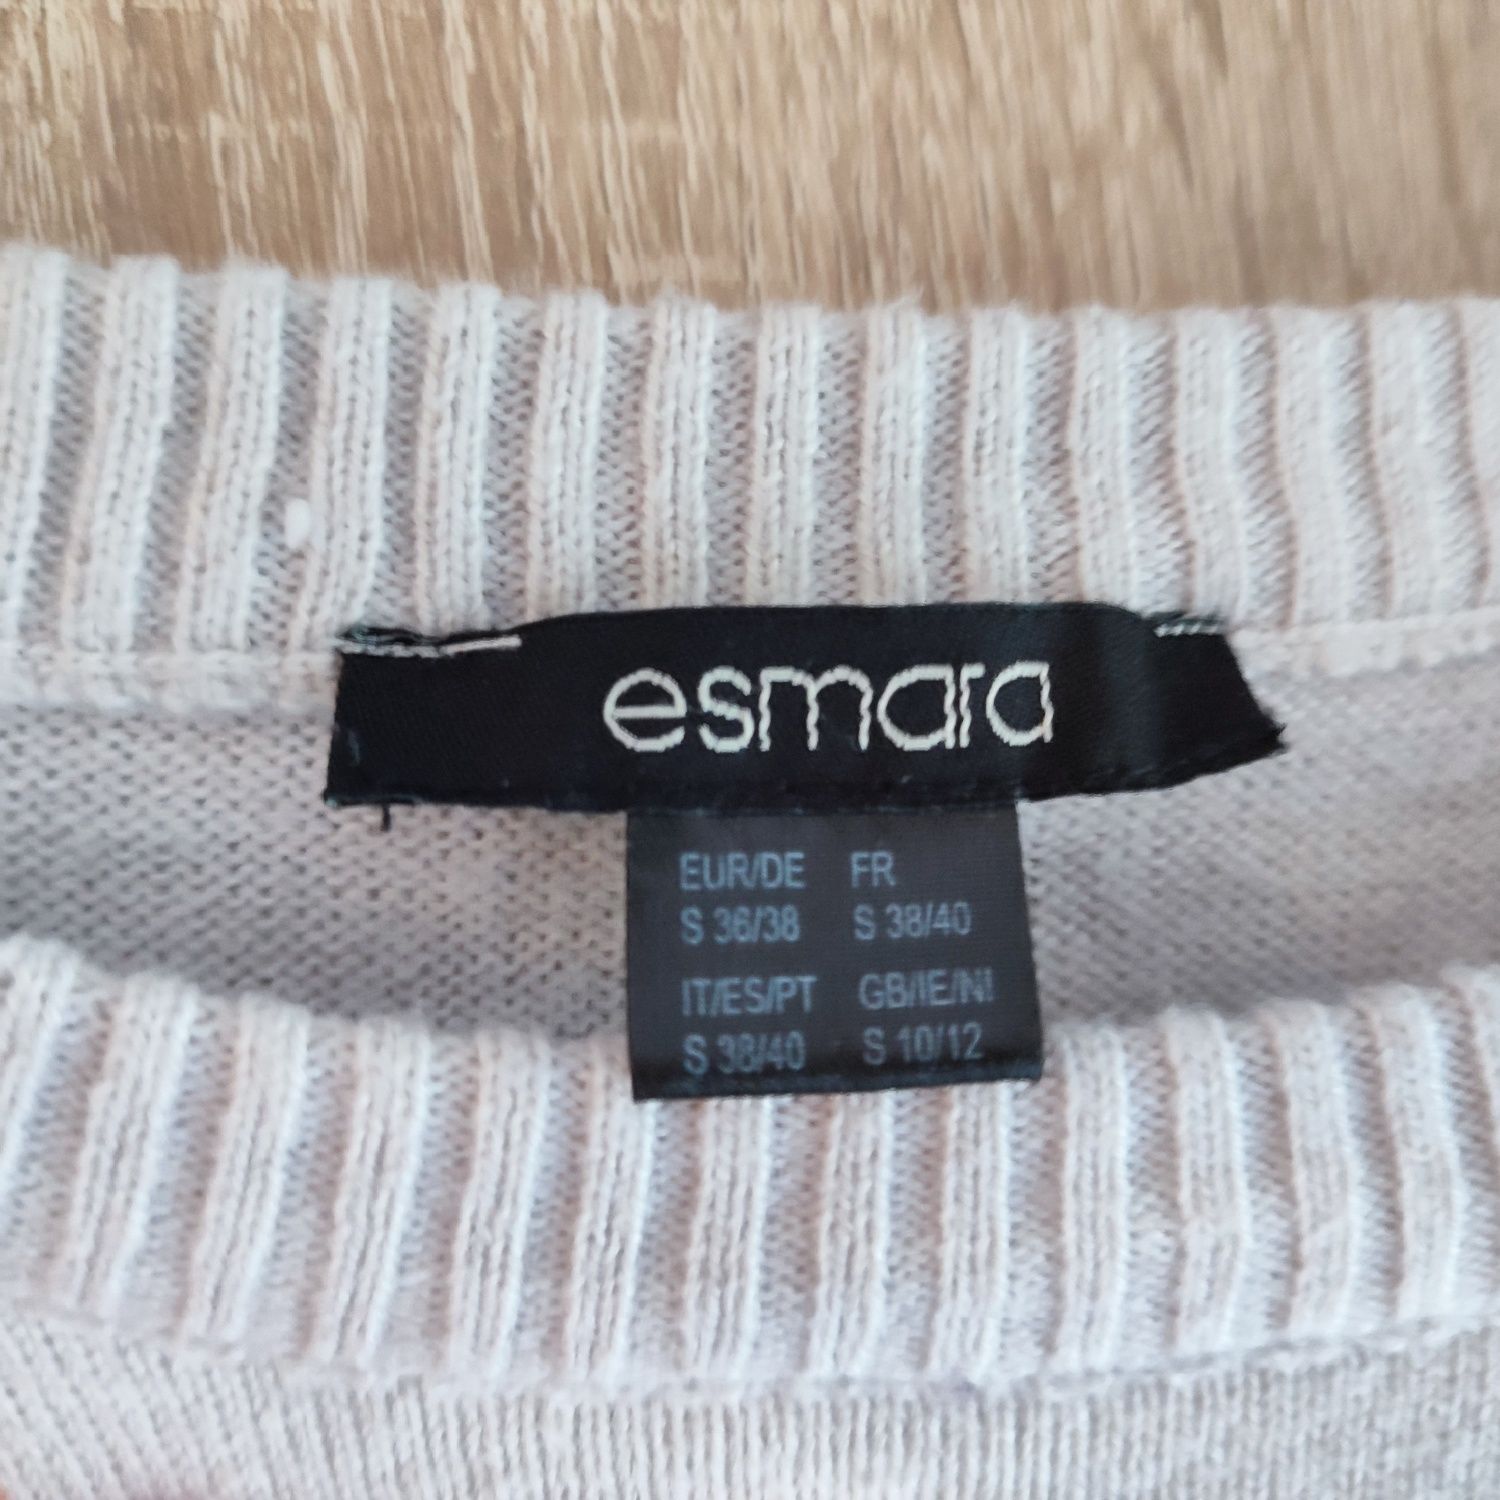 esmara
EUR/DE FR
S 36/38 S 38/40
IT/ES/PT GB/IE/NI
S 38/40 S 10/12